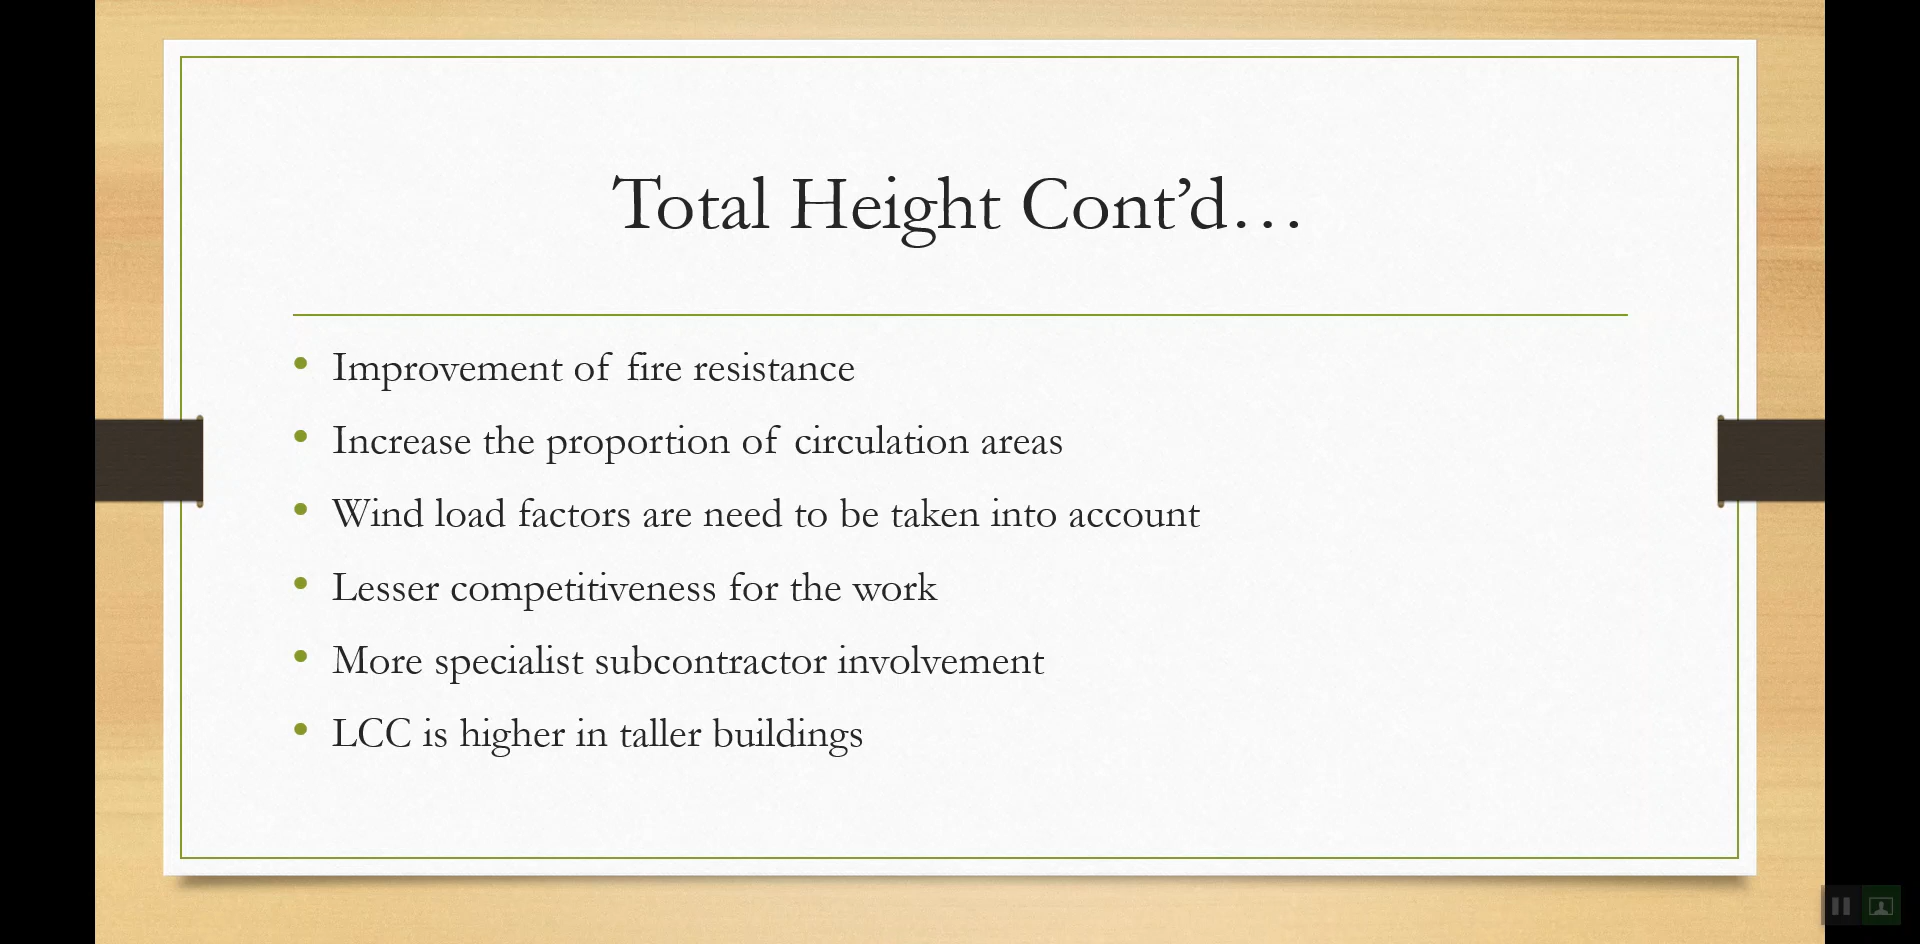 Total Height Cont’d…
• Improvement of fire resistance
• Increase the proportion of circulation areas
• Wind load factors are need to be taken into account
• Lesser competitiveness for the work
• More specialist subcontractor involvement
• LCC is higher in taller buildings